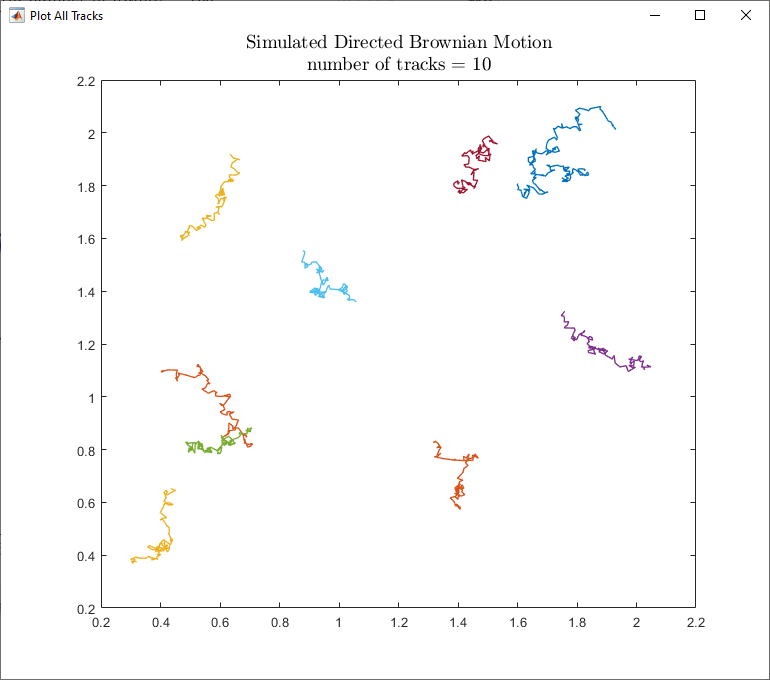 Plot All Tracks
Simulated Directed Brownian Motion
number of tracks = 10
2.2
2
1.8
1.6
1.4
1.2
1
0.8
0.6
0.4
0.2
0.2 0.4 0.6 0.8 1 1.2 1.4 1.6 1.8 2 2.2